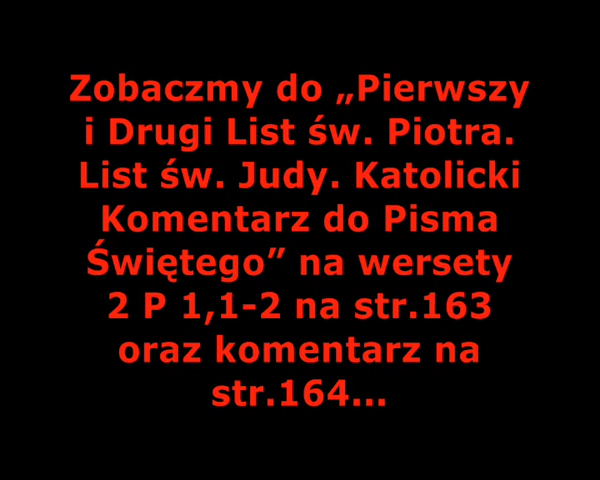 Zobaczmy do „Pierwszy
i Drugi List św. Piotra.
List św. Judy. Katolicki
Komentarz do Pisma
Świętego” na wersety
2 P 1,1-2 na str.163
oraz komentarz na
str.164...